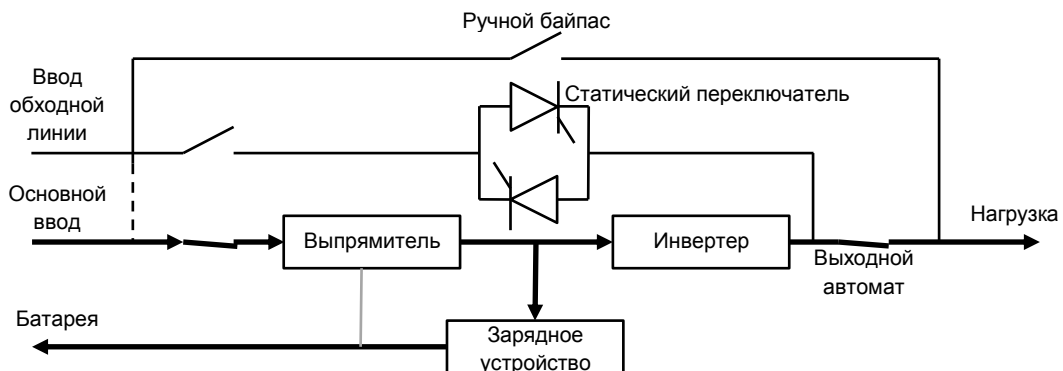 Ручной байпас
Ввод
обходной
линии
Статический переключатель
Основной
ввод
Выпрямитель
Инвертер
Нагрузка
Выходной
автомат
Батарея
Зарядное
устройство